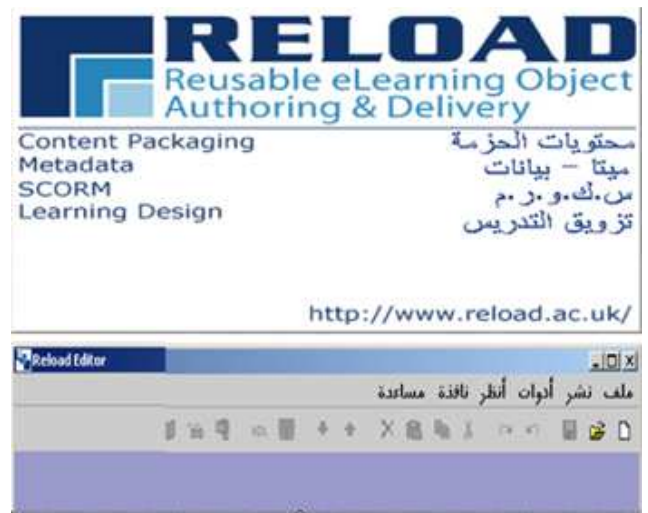 RELOAD
Reusable eLearning Object
Authoring & Delivery
Content Packaging
محتويات الحزمة
Metadata
ميتا – بيانات
SCORM
س.ك.و.ر.م
Learning Design
تزويق التدريس
http://www.reload.ac.uk/
Reload Editor
ملف نشر أدوات أنظر نافذة مساعدة